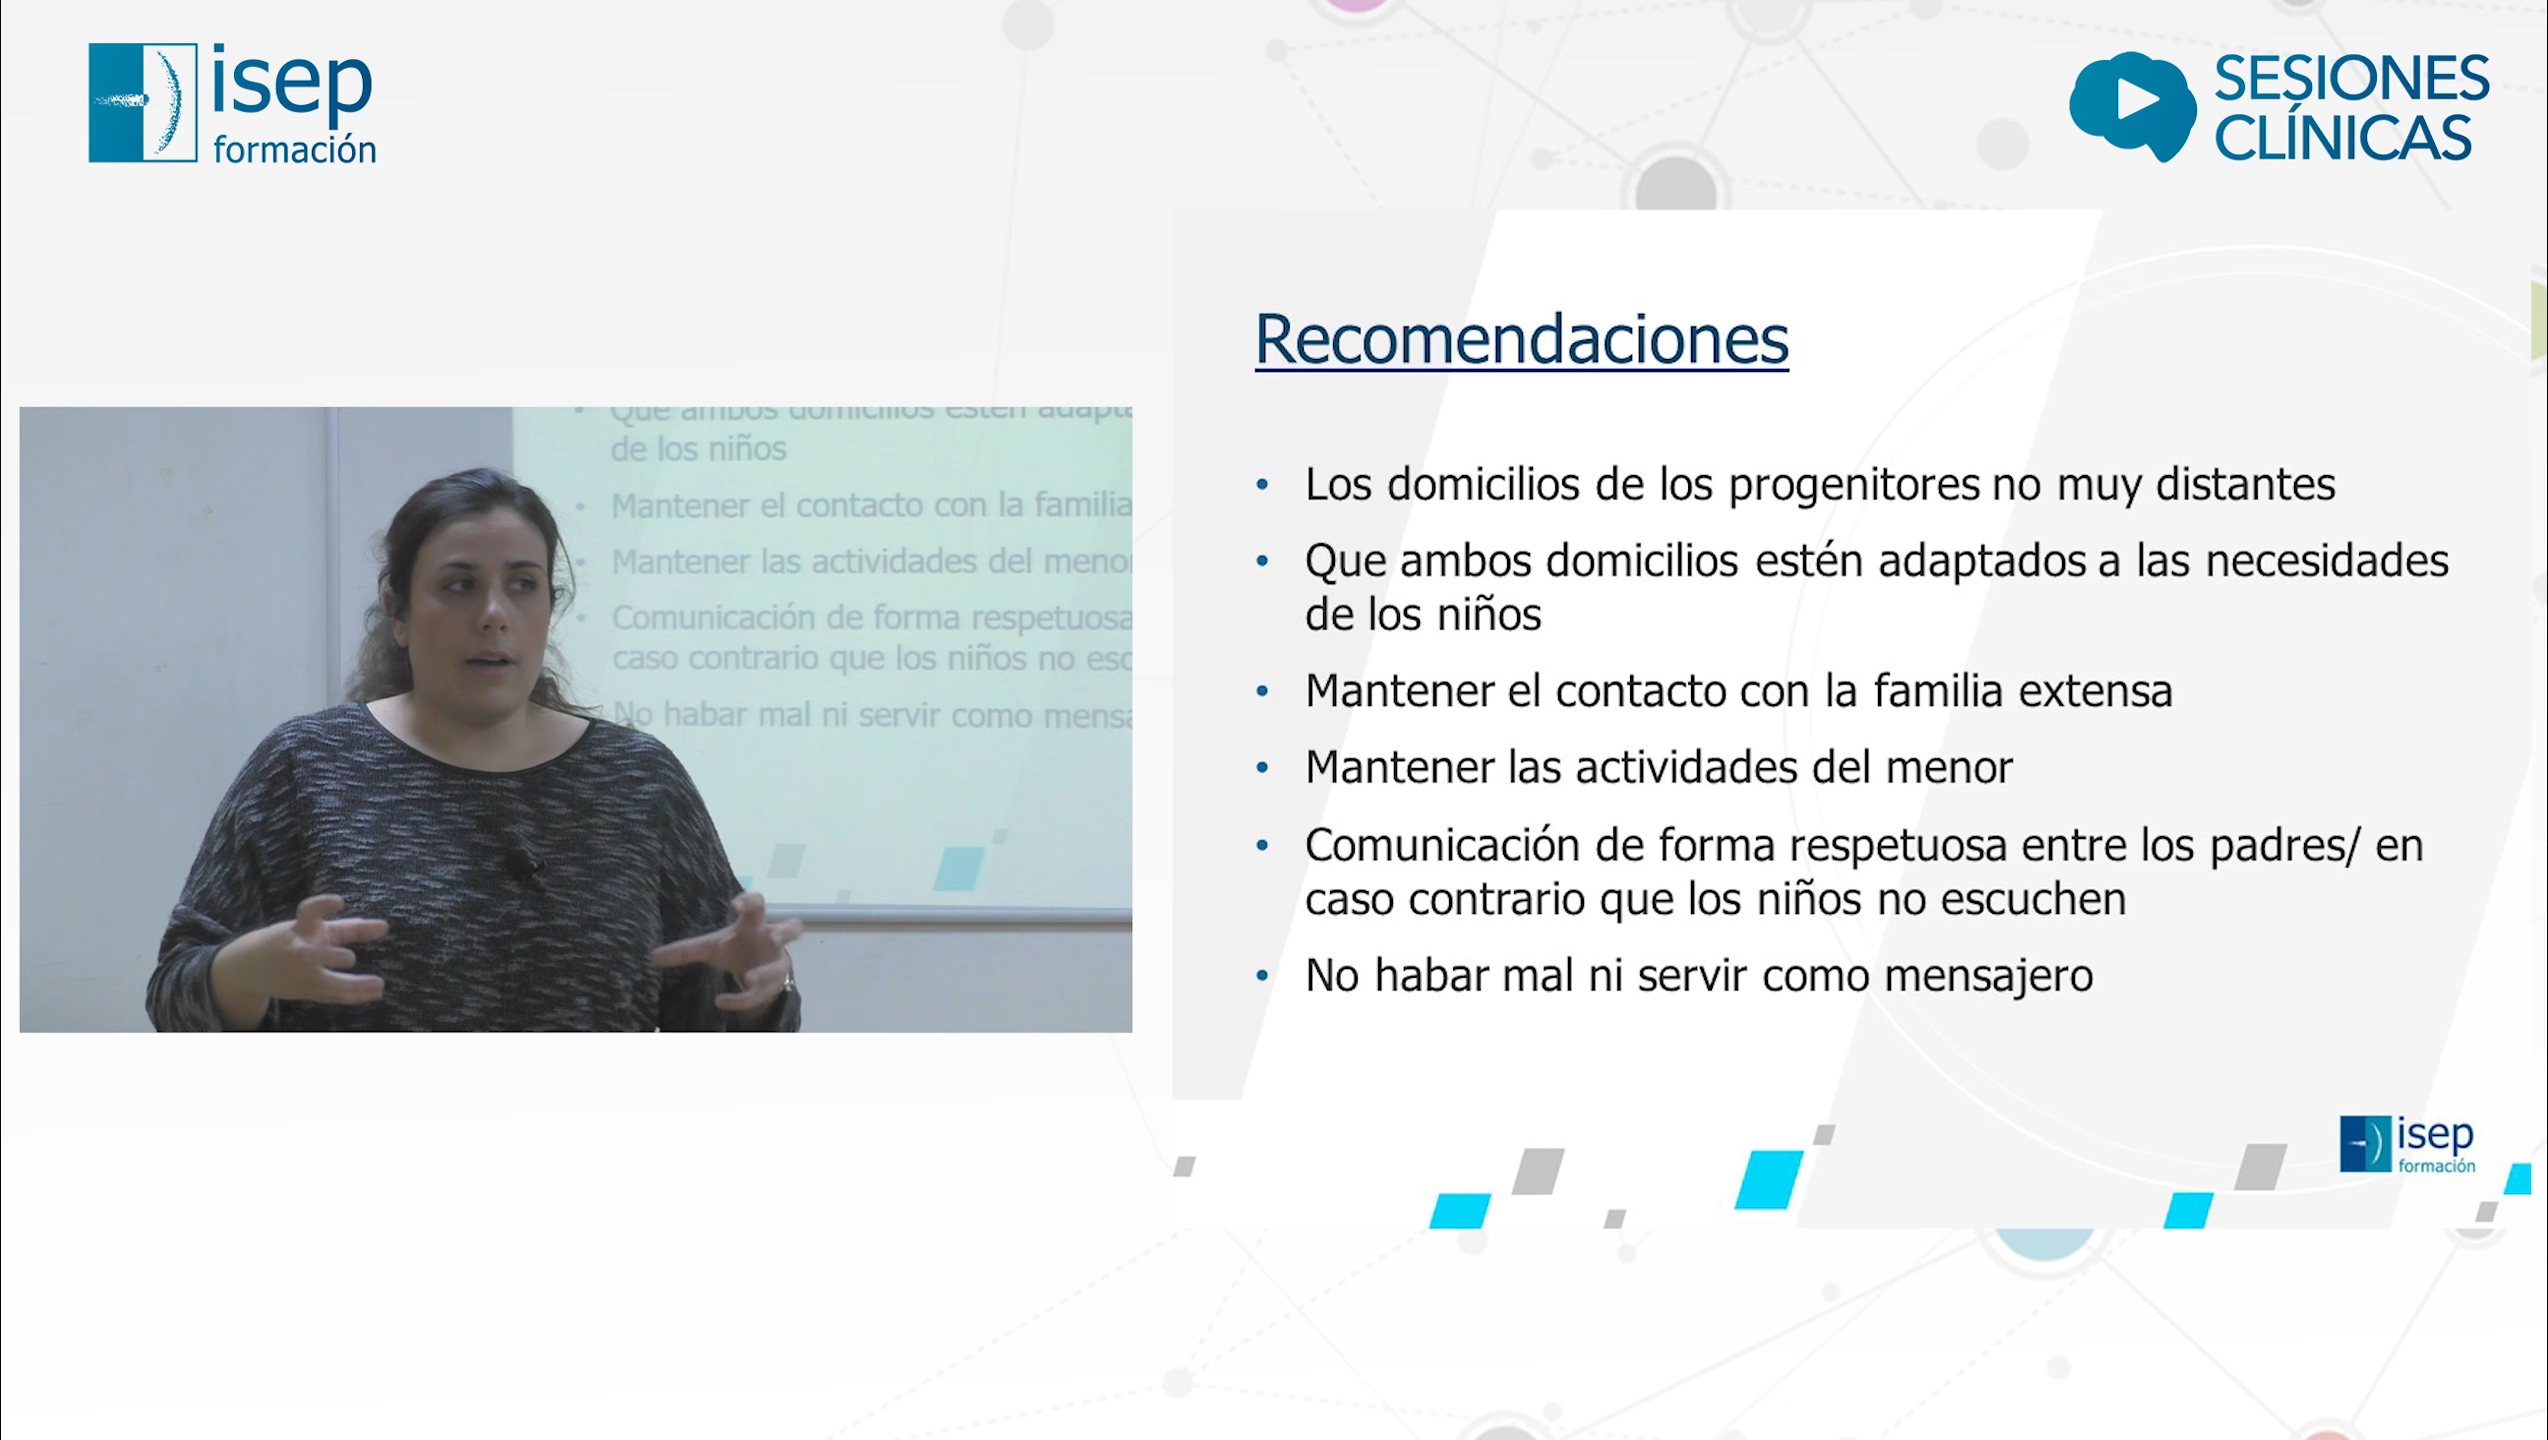 isep
formación
SESIONES
CLÍNICAS
Que ambos domicilios estén
de los niños
• Mantener el contacto con la familia
• Mantener las actividades del
• Comunicación de forma respetuosa
caso contrario que los niños no
No habar mal ni servir como
Recomendaciones
• Los domicilios de los progenitores no muy distantes
• Que ambos domicilios estén adaptados a las necesidades
de los niños
• Mantener el contacto con la familia extensa
• Mantener las actividades del menor
• Comunicación de forma respetuosa entre los padres/ en
caso contrario que los niños no escuchen
• No habar mal ni servir como mensajero
isep
formación